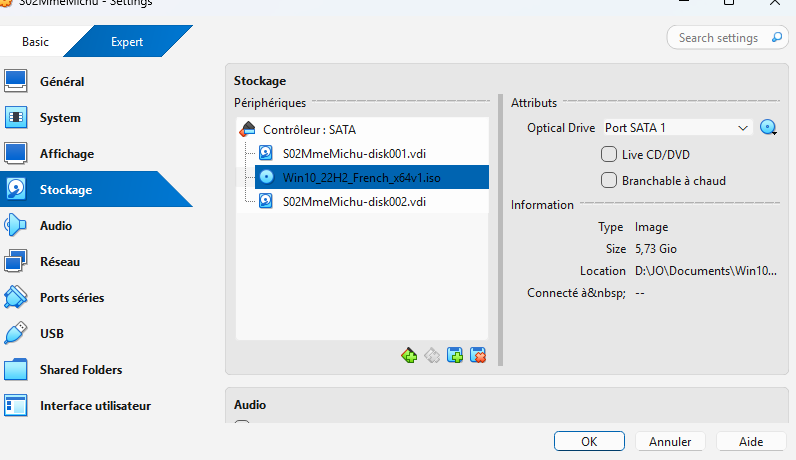 S02MmeMichu - Settings
Basic
Expert
Search settings
Général
System
Affichage
Stockage
Audio
Réseau
Ports séries
USB
Shared Folders
Interface utilisateur
Stockage
Périphériques
Contrôleur : SATA
S02MmeMichu-disk001.vdi
Win10_22H2_French_x64v1.iso
S02MmeMichu-disk002.vdi
Attributs
Optical Drive Port SATA 1
Live CD/DVD
Branchable à chaud
Information
Type Image
Size 5,73 Gio
Location D:\JO\Documents\Win10...
Connecté à&nbsp; --
Audio
OK Annuler Aide